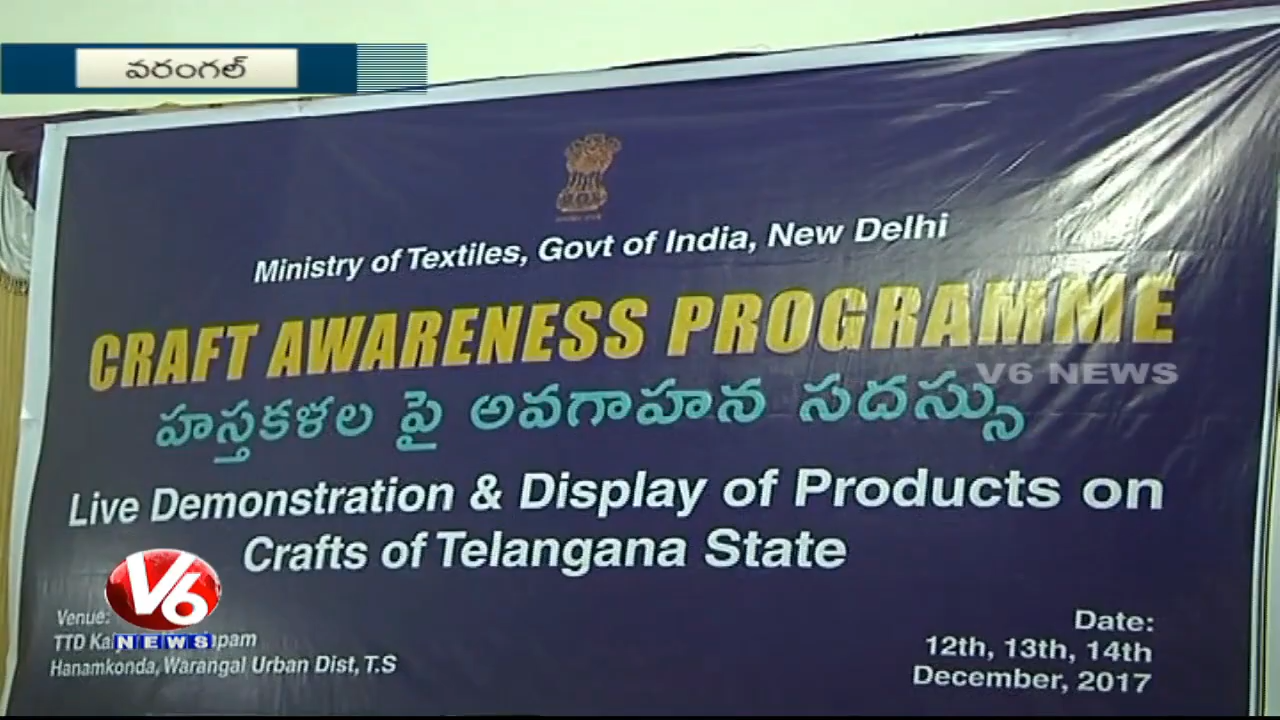 వరంగల్
Ministry of Textiles, Govt of India, New Delhi
CRAFT AWARENESS PROGRAMME
V6 NEWS
హస్తకళల పై అవగాహన సదస్సు
Live Demonstration & Display of Products on
Crafts of Telangana State
V6
NEWS
Venue:
TTD
Hanamkonda, Warangal Urban Dist, T.S
Date:
12th, 13th, 14th
December, 2017